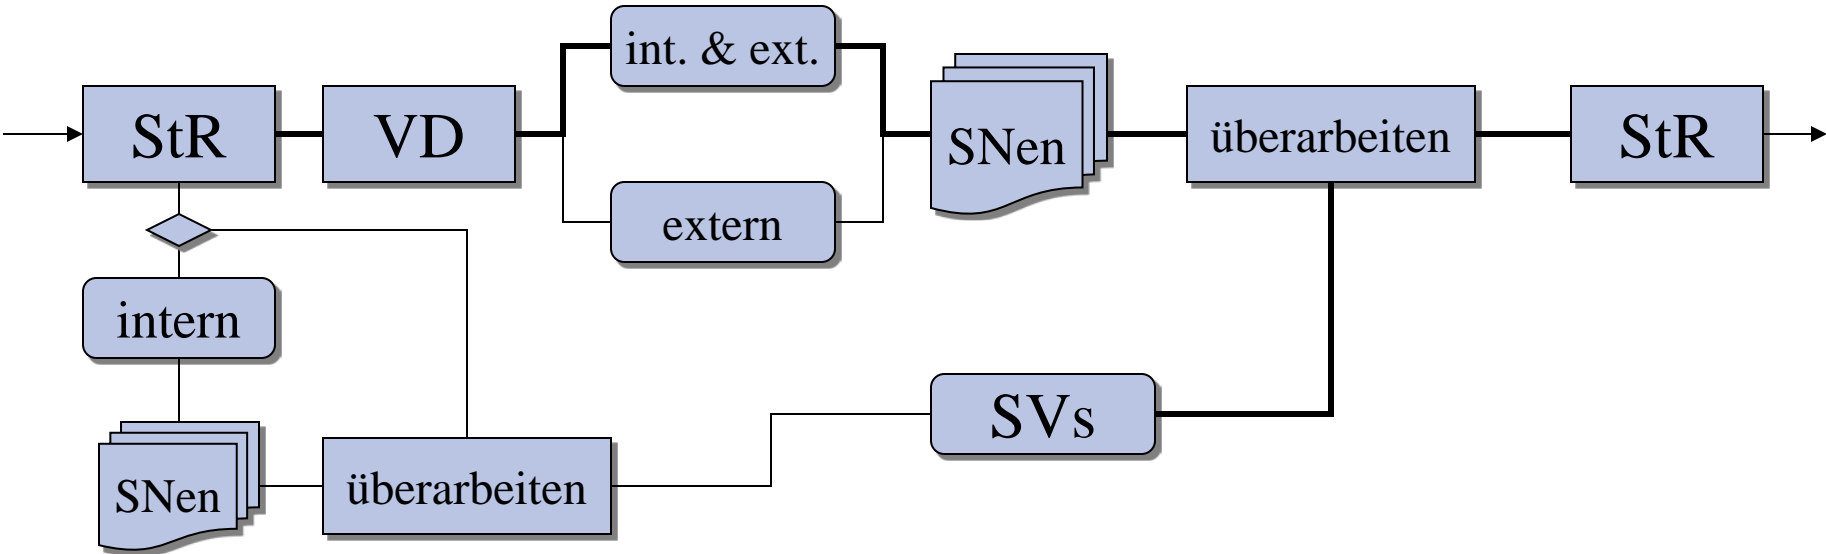 int. & ext.
StR
VD
SNen
überarbeiten
StR
extern
intern
SVs
SNen
überarbeiten